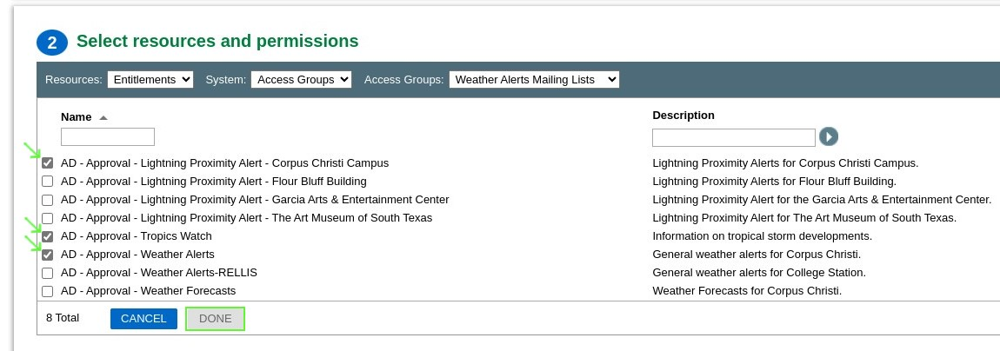 2 Select resources and permissions
Resources: Entitlements System: Access Groups Access Groups: Weather Alerts Mailing Lists
Name Description
AD - Approval - Lightning Proximity Alert - Corpus Christi Campus Lightning Proximity Alerts for Corpus Christi Campus.
AD - Approval - Lightning Proximity Alert - Flour Bluff Building Lightning Proximity Alerts for Flour Bluff Building.
AD - Approval - Lightning Proximity Alert - Garcia Arts & Entertainment Center Lightning Proximity Alert for the Garcia Arts & Entertainment Center.
AD - Approval - Lightning Proximity Alert - The Art Museum of South Texas Lightning Proximity Alert for The Art Museum of South Texas.
AD - Approval - Tropics Watch Information on tropical storm developments.
AD - Approval - Weather Alerts General weather alerts for Corpus Christi.
AD - Approval - Weather Alerts-RELLIS General weather alerts for College Station.
AD - Approval - Weather Forecasts Weather Forecasts for Corpus Christi.
8 Total CANCEL DONE